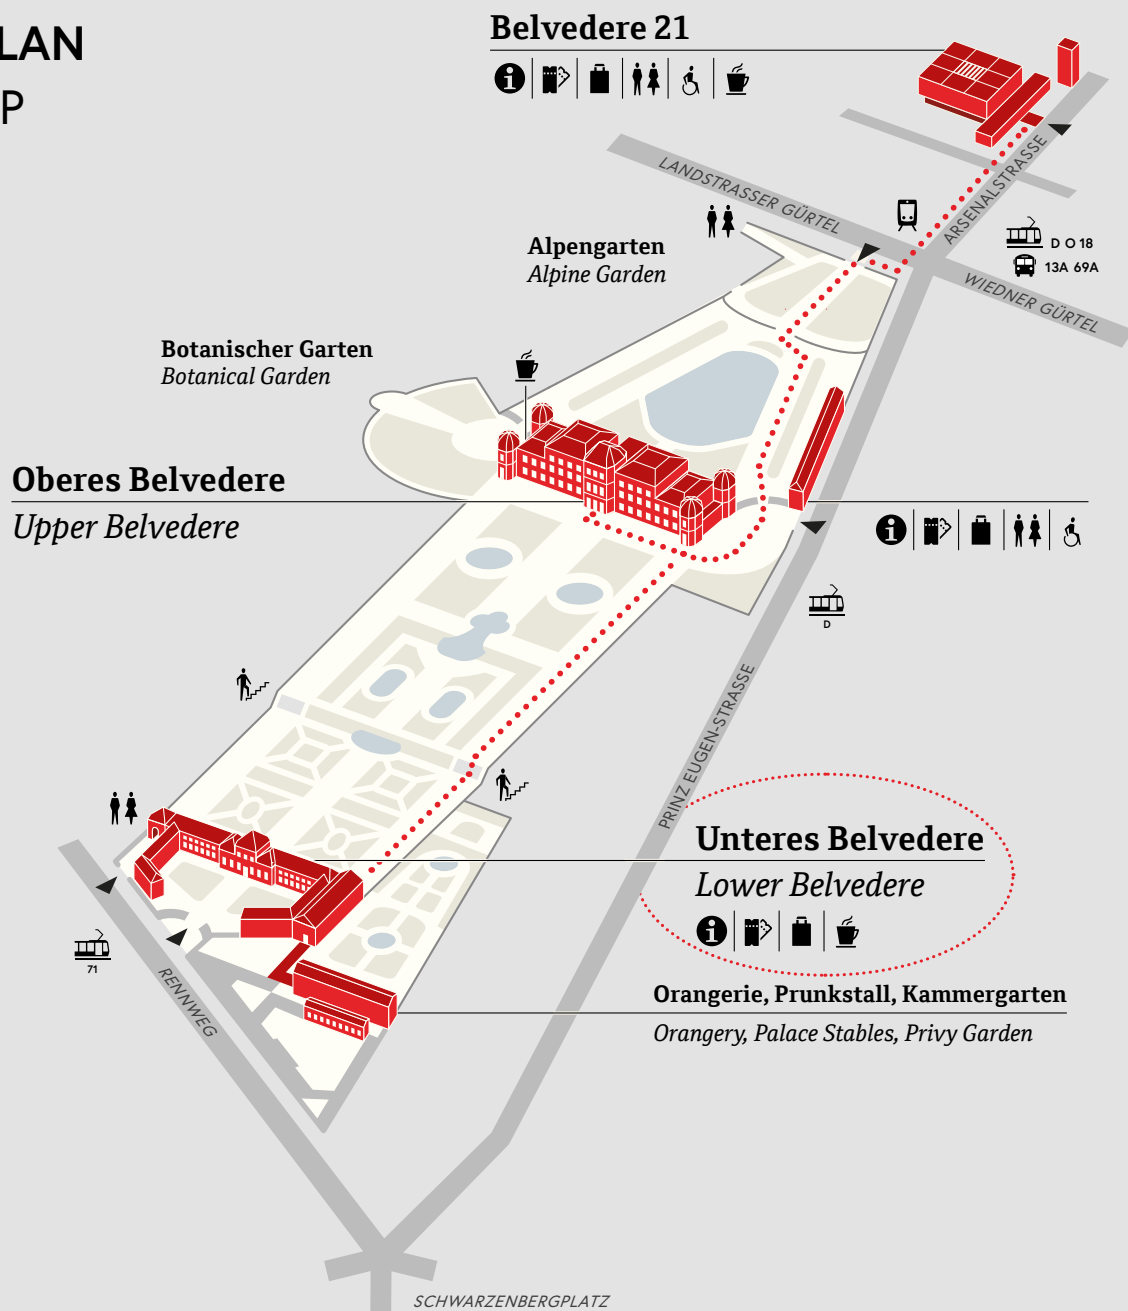 LAN
P
Belvedere 21
LANDSTRASSER GÜRTEL
ARSENALSTRASSE
D O 18
13A 69A
WIEDNER GÜRTEL
Alpengarten
Alpine Garden
Botanischer Garten
Botanical Garden
Oberes Belvedere
Upper Belvedere
D
PRINZ EUGEN-STRASSE
Unteres Belvedere
Lower Belvedere
71
RENNWEG
Orangerie, Prunkstall, Kammergarten
Orangery, Palace Stables, Privy Garden
SCHWARZENBERGPLATZ